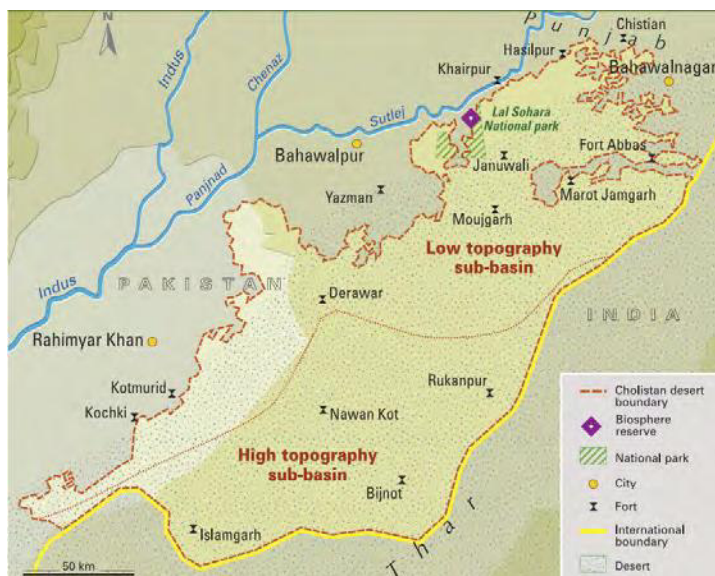 N
Punjab
Chistian
Hasilpur
Indus
Chenaz
Khairpur
Bahawalnagar
Sutlej
Lal Sohara
National park
Bahawalpur
Januwali
Fort Abbas
Panjnad
Yazman
Marot Jamgarh
Moujgarh
Low topography
sub-basin
Indus
PAKISTAN
Derawar
INDIA
Rahimyar Khan
Kotmurid
Rukanpur
Kochki
Nawan Kot
High topography
sub-basin
Bijnot
Islamgarh
Thar
50 km
Cholistan desert
boundary
Biosphere
reserve
National park
City
Fort
International
boundary
Desert